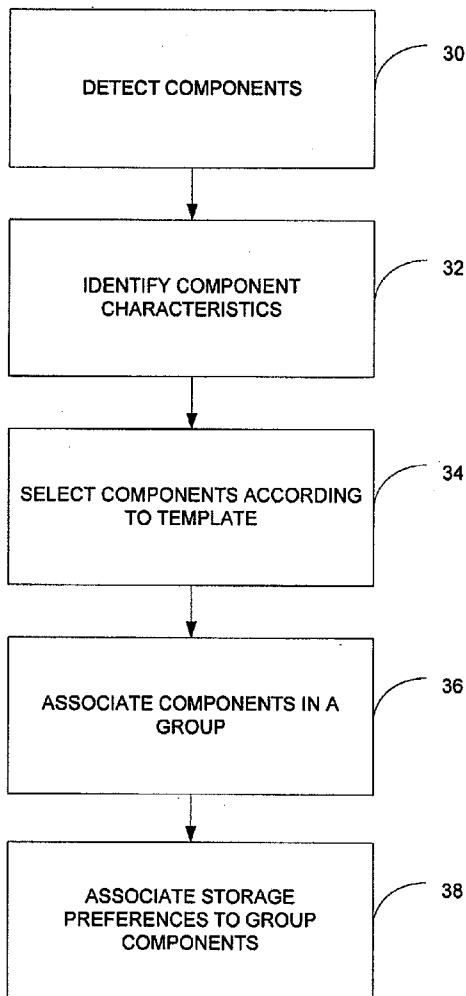 DETECT COMPONENTS
30
IDENTIFY COMPONENT
CHARACTERISTICS
32
SELECT COMPONENTS ACCORDING
TO TEMPLATE
34
ASSOCIATE COMPONENTS IN A
GROUP
36
ASSOCIATE STORAGE
PREFERENCES TO GROUP
COMPONENTS
38